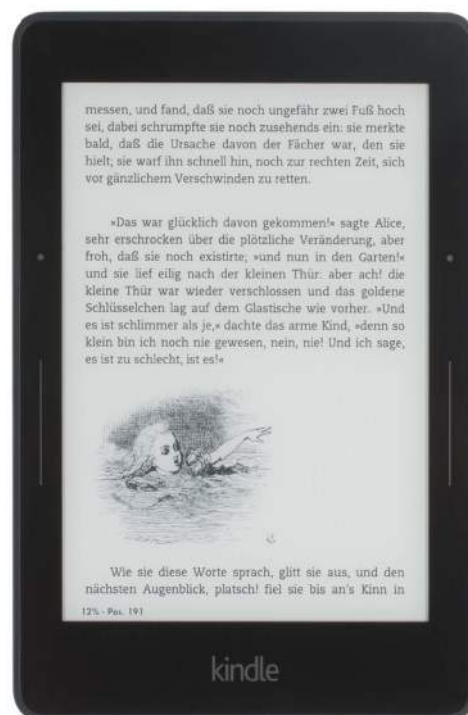 messen, und fand, daß sie noch ungefähr zwei Fuß hoch
sei, dabei schrumpfte sie noch zusehends ein: sie merkte
bald, daß die Ursache davon der Fächer war, den sie
hielt; sie warf ihn schnell hin, noch zur rechten Zeit, sich
vor gänzlichem Verschwinden zu retten.
»Das war glücklich davon gekommen!« sagte Alice,
sehr erschrocken über die plötzliche Veränderung, aber
froh, daß sie noch existirte; »und nun in den Garten!«
und sie lief eilig nach der kleinen Thür: aber ach! die
kleine Thür war wieder verschlossen und das goldene
Schlüsselchen lag auf dem Glastische wie vorher. »Und
es ist schlimmer als je,« dachte das arme Kind, »denn so
klein bin ich noch nie gewesen, nein, nie! Und ich sage,
es ist zu schlecht, ist es!«
Wie sie diese Worte sprach, glitt sie aus, und den
nächsten Augenblick, platsch! fiel sie bis an's Kinn in
12% • Pos. 191
kindle